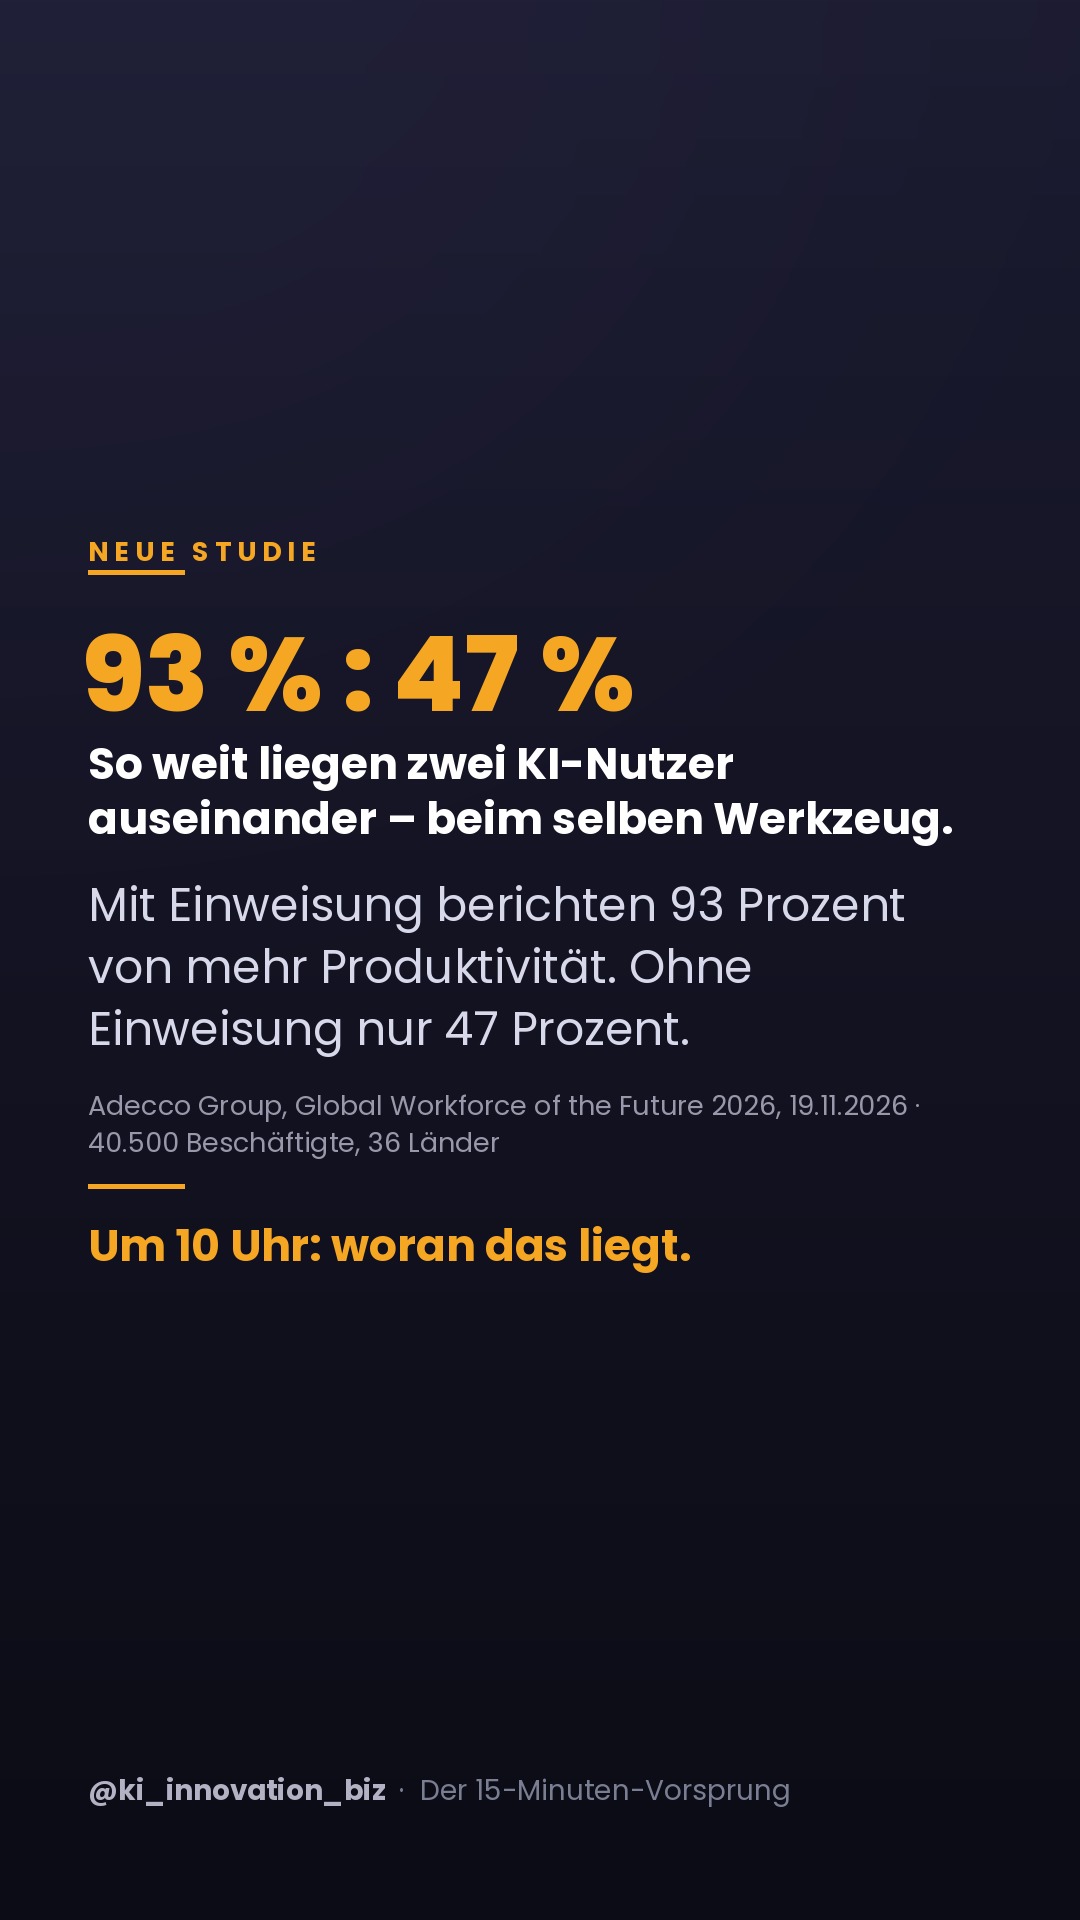 NEUE STUDIE
93 % : 47 %
So weit liegen zwei KI-Nutzer
auseinander – beim selben Werkzeug.
Mit Einweisung berichten 93 Prozent
von mehr Produktivität. Ohne
Einweisung nur 47 Prozent.
Adecco Group, Global Workforce of the Future 2026, 19.11.2026 ·
40.500 Beschäftigte, 36 Länder
Um 10 Uhr: woran das liegt.
@ki_innovation_biz · Der 15-Minuten-Vorsprung